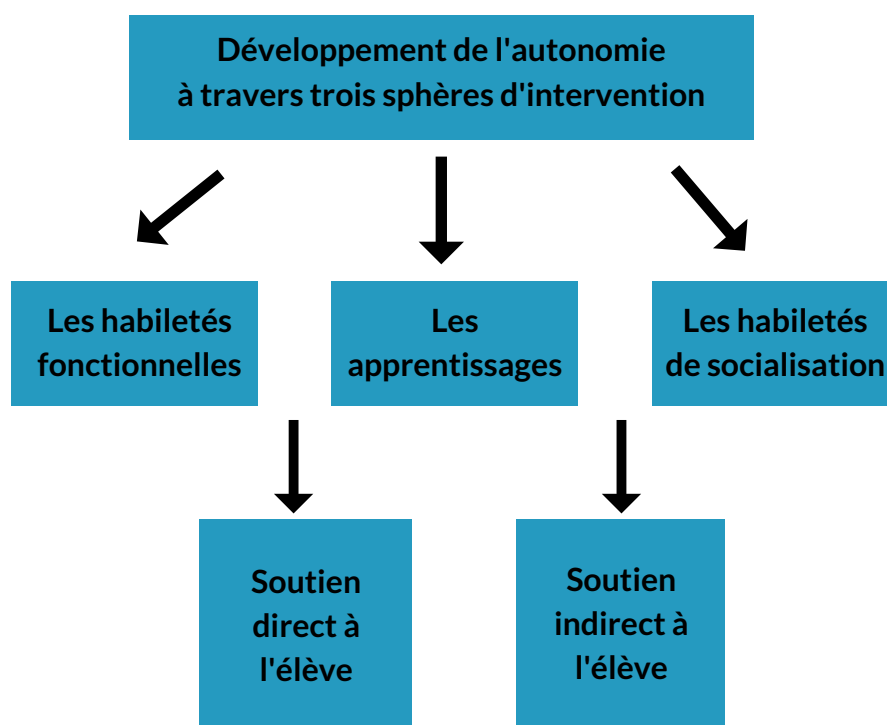 Développement de l'autonomie
à travers trois sphères d'intervention
Les habiletés
fonctionnelles
Les
apprentissages
Les habiletés
de socialisation
Soutien
direct à
l'élève
Soutien
indirect à
l'élève